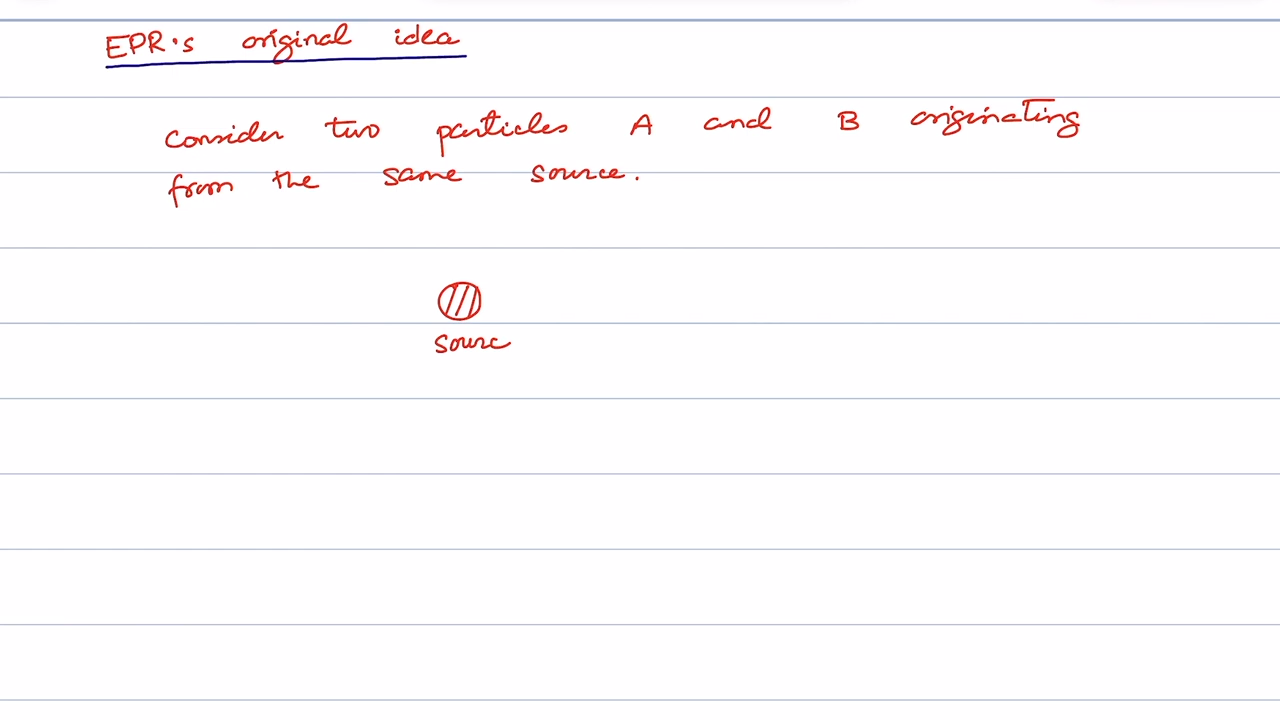 EPR's original idea
Consider two particles A and B originating
from the same source.
sourc